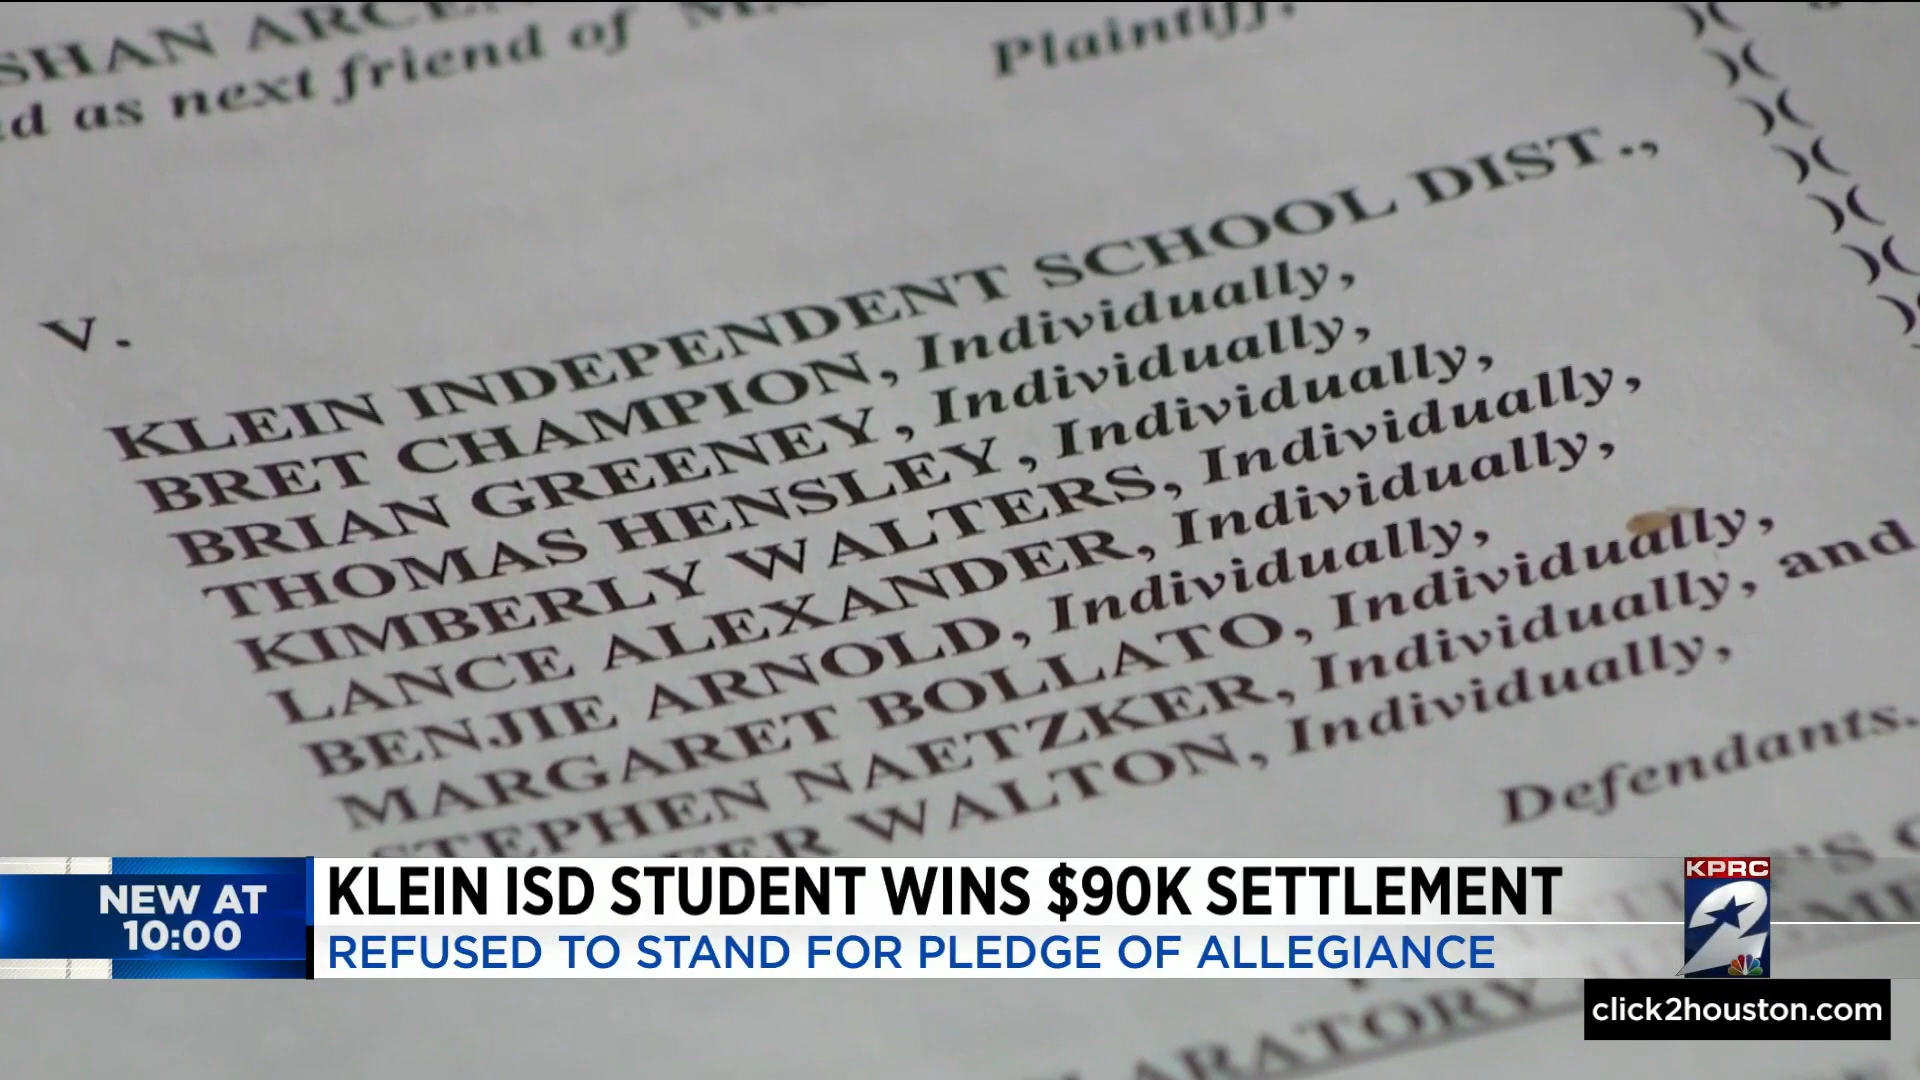 SHAN
nd as next friend of
Plaintiff,
)(
)(
)(
)(
)(
)(
V.
KLEIN INDEPENDENT SCHOOL DIST.,
BRET CHAMPION, Individually,
BRIAN GREENEY, Individually,
THOMAS HENSLEY, Individually,
KIMBERLY WALTERS, Individually,
LANCE ALEXANDER, Individually,
BENJIE ARNOLD, Individually,
MARGARET BOLLATO, Individually,
STEPHEN NAETZKER, Individually, and
WALTON, Individually,
Defendants.
NEW AT
10:00
KLEIN ISD STUDENT WINS $90K SETTLEMENT
REFUSED TO STAND FOR PLEDGE OF ALLEGIANCE
KPRC
2
click2houston.com